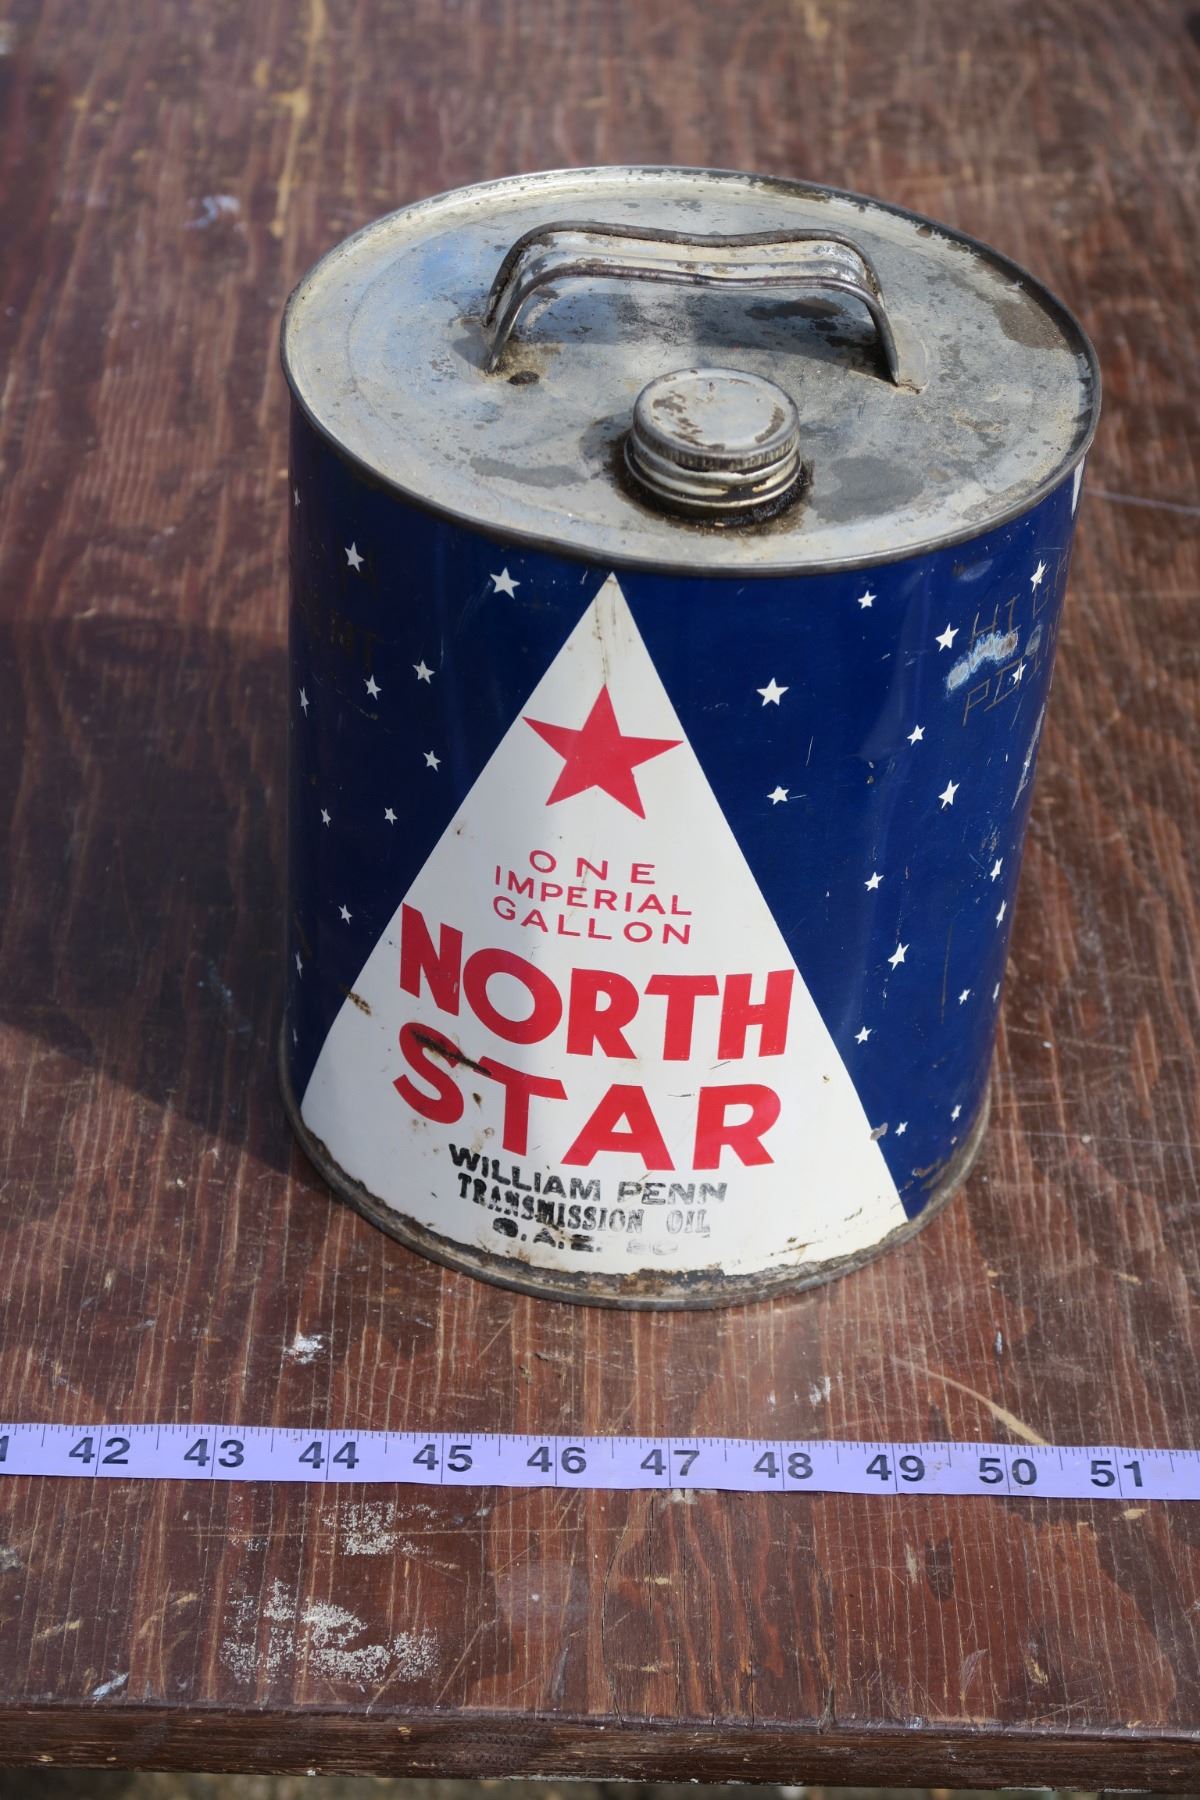 HI
ONE
IMPERIAL
GALLON
NORTH
STAR
WILLIAM PENN
TRANSMISSION OIL
S.A.E.
42 43 44 45 46 47 48 49 50 51